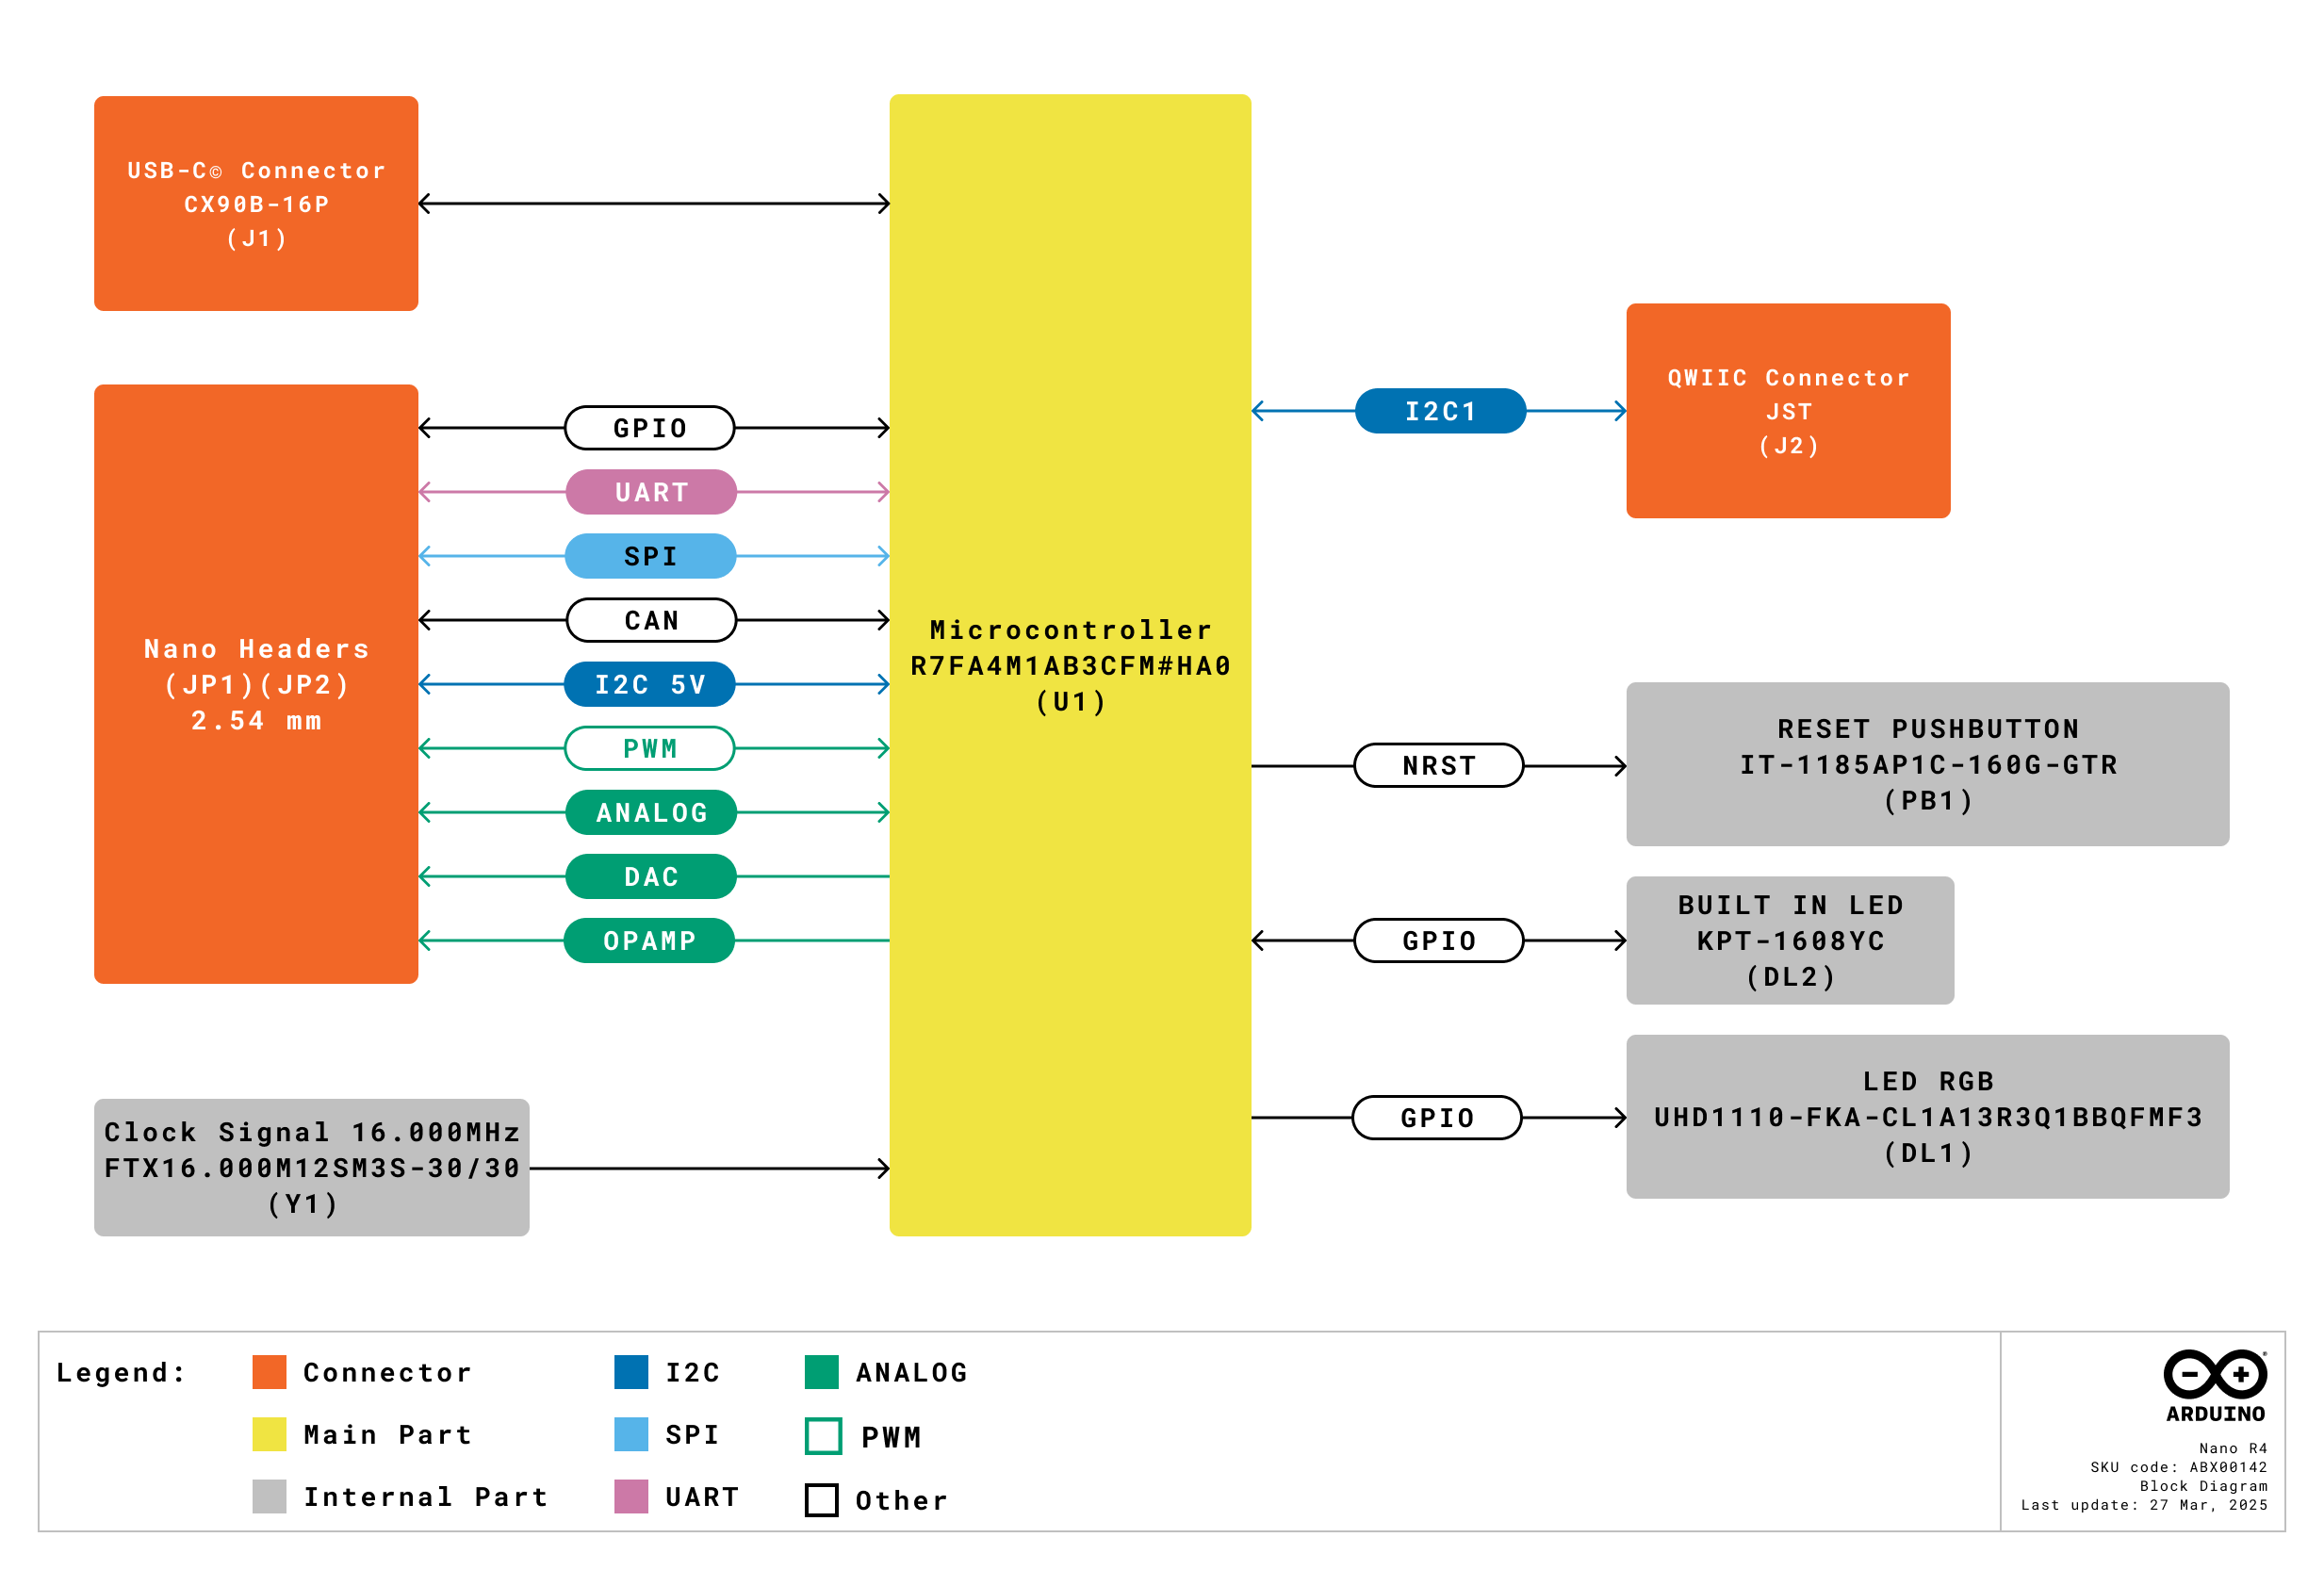 USB-C© Connector
CX90B-16P
(J1)
Nano Headers
(JP1)(JP2)
2.54 mm
GPIO
UART
SPI
CAN
I2C 5V
PWM
ANALOG
DAC
OPAMP
Clock Signal 16.000MHz
FTX16.000M12SM3S-30/30
(Y1)
Microcontroller
R7FA4M1AB3CFM#HA0
(U1)
I2C1
QWIIC Connector
JST
(J2)
NRST
RESET PUSHBUTTON
IT-1185AP1C-160G-GTR
(PB1)
GPIO
BUILT IN LED
KPT-1608YC
(DL2)
GPIO
LED RGB
UHD1110-FKA-CL1A13R3Q1BBQFMF3
(DL1)
Legend:
Connector
Main Part
Internal Part
I2C
SPI
UART
ANALOG
PWM
Other
ARDUINO
Nano R4
SKU code: ABX00142
Block Diagram
Last update: 27 Mar, 2025